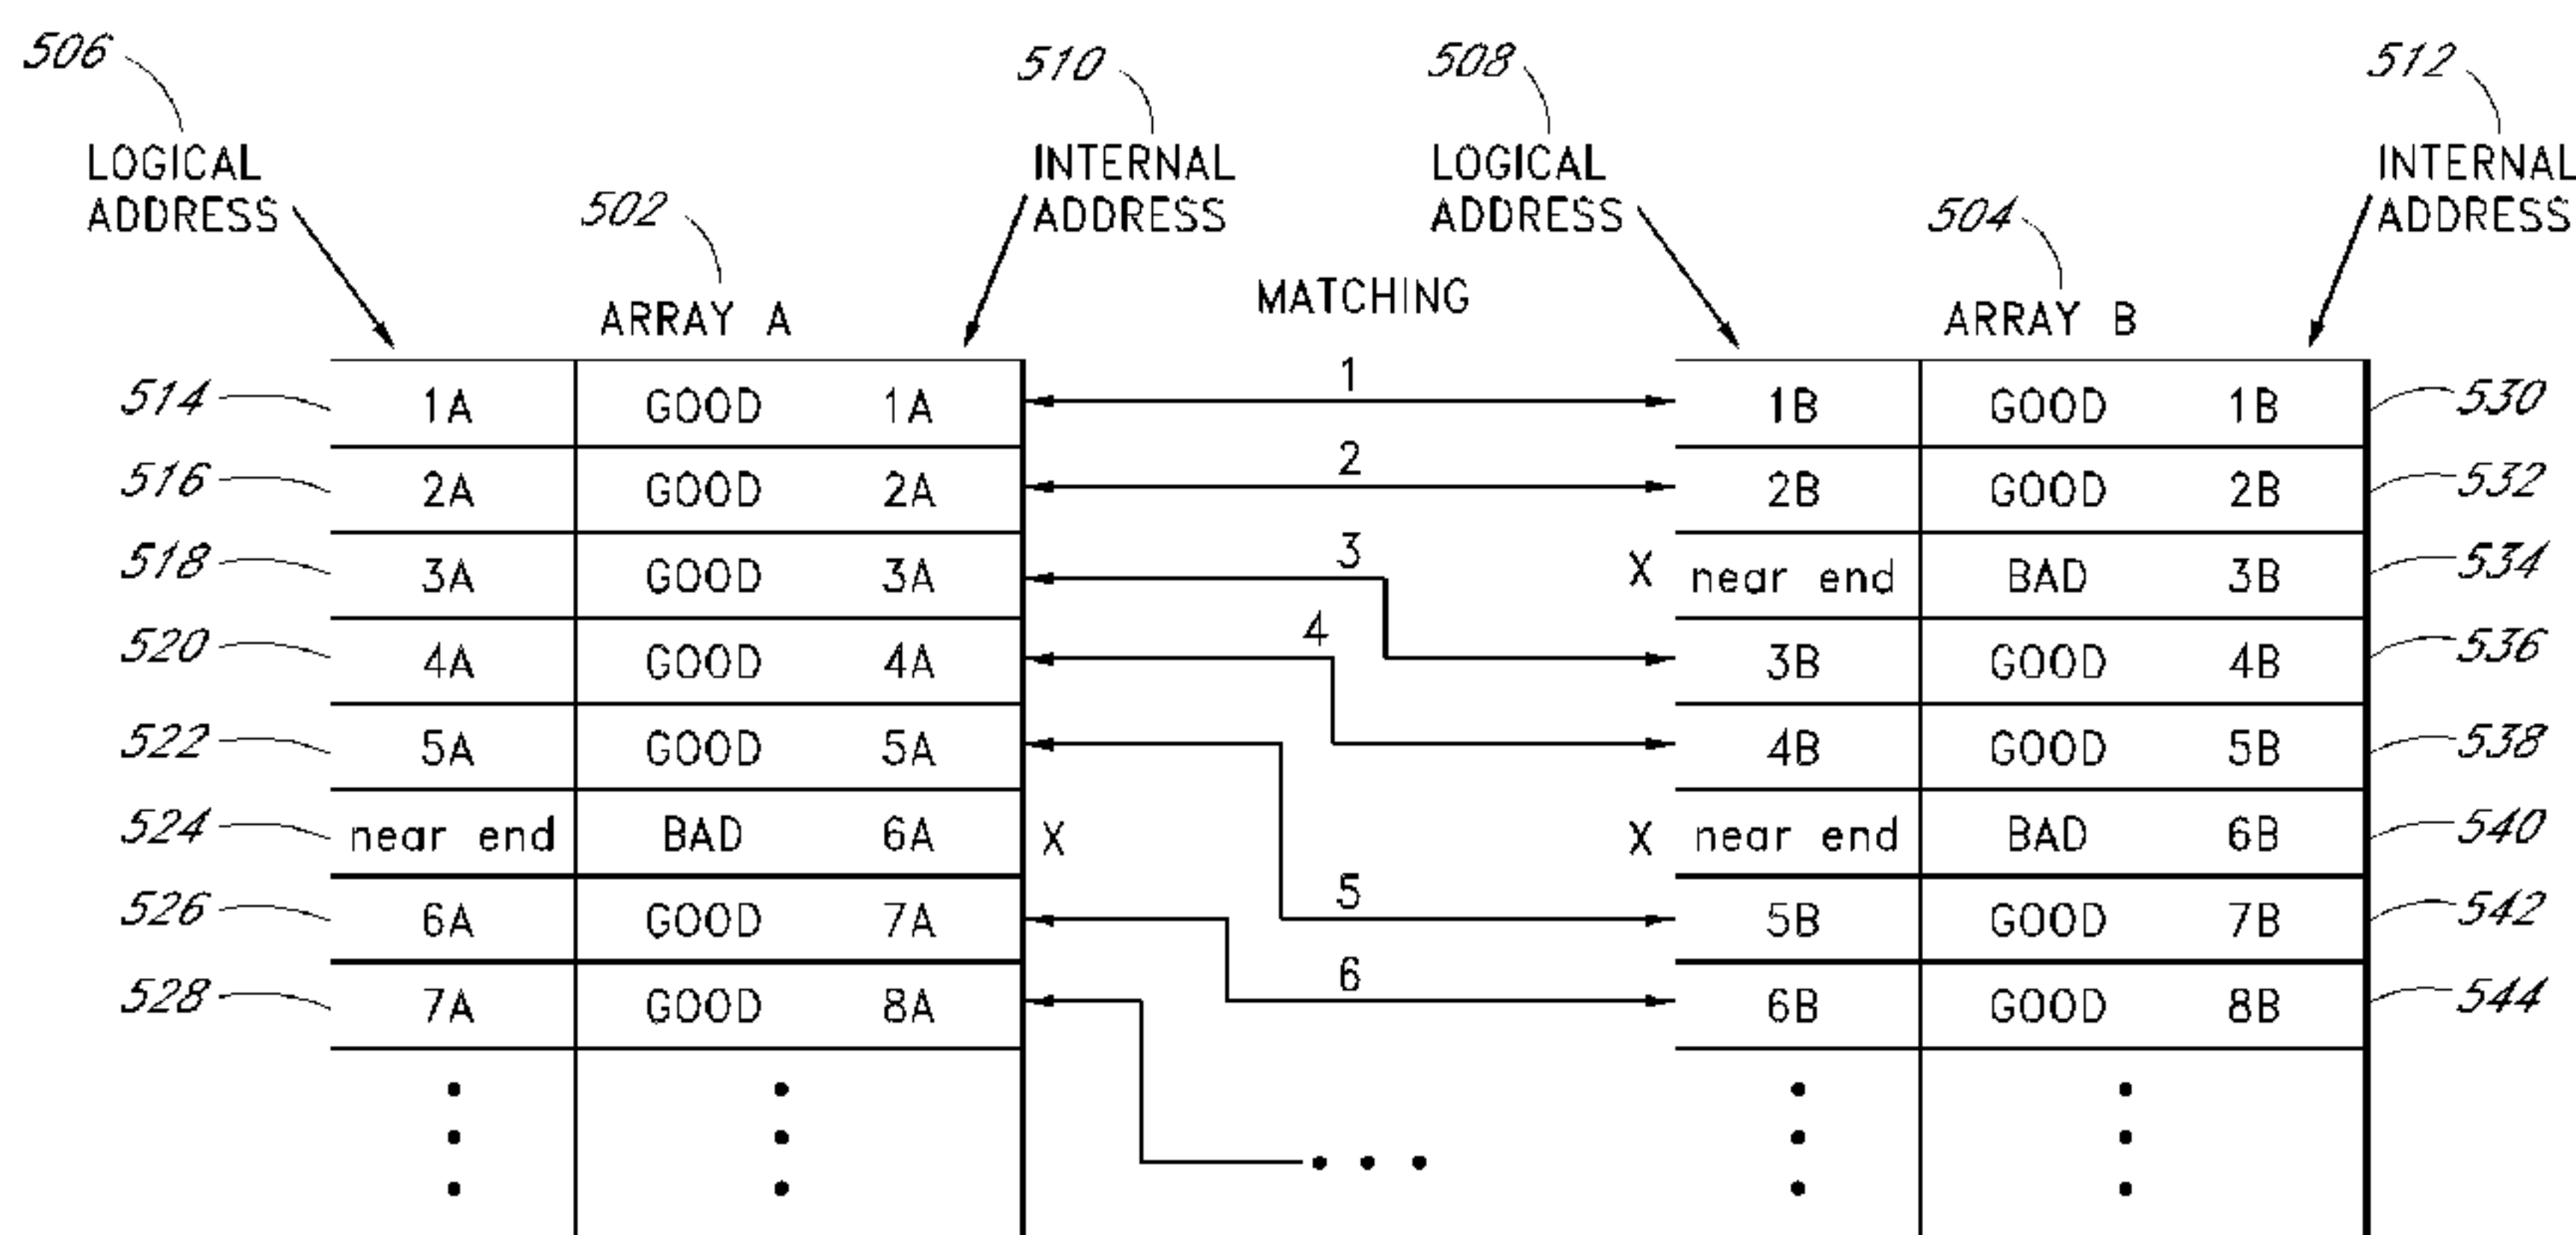 506
510
508
512
LOGICAL
ADDRESS
INTERNAL
ADDRESS
LOGICAL
ADDRESS
INTERNAL
ADDRESS
502
504
MATCHING
ARRAY A
ARRAY B
514 1A GOOD 1A 1 1B GOOD 1B 530
516 2A GOOD 2A 2 2B GOOD 2B 532
518 3A GOOD 3A 3 X near end BAD 3B 534
520 4A GOOD 4A 4 3B GOOD 4B 536
522 5A GOOD 5A 4B GOOD 5B 538
524 near end BAD 6A X X near end BAD 6B 540
526 6A GOOD 7A 5 5B GOOD 7B 542
528 7A GOOD 8A 6 6B GOOD 8B 544